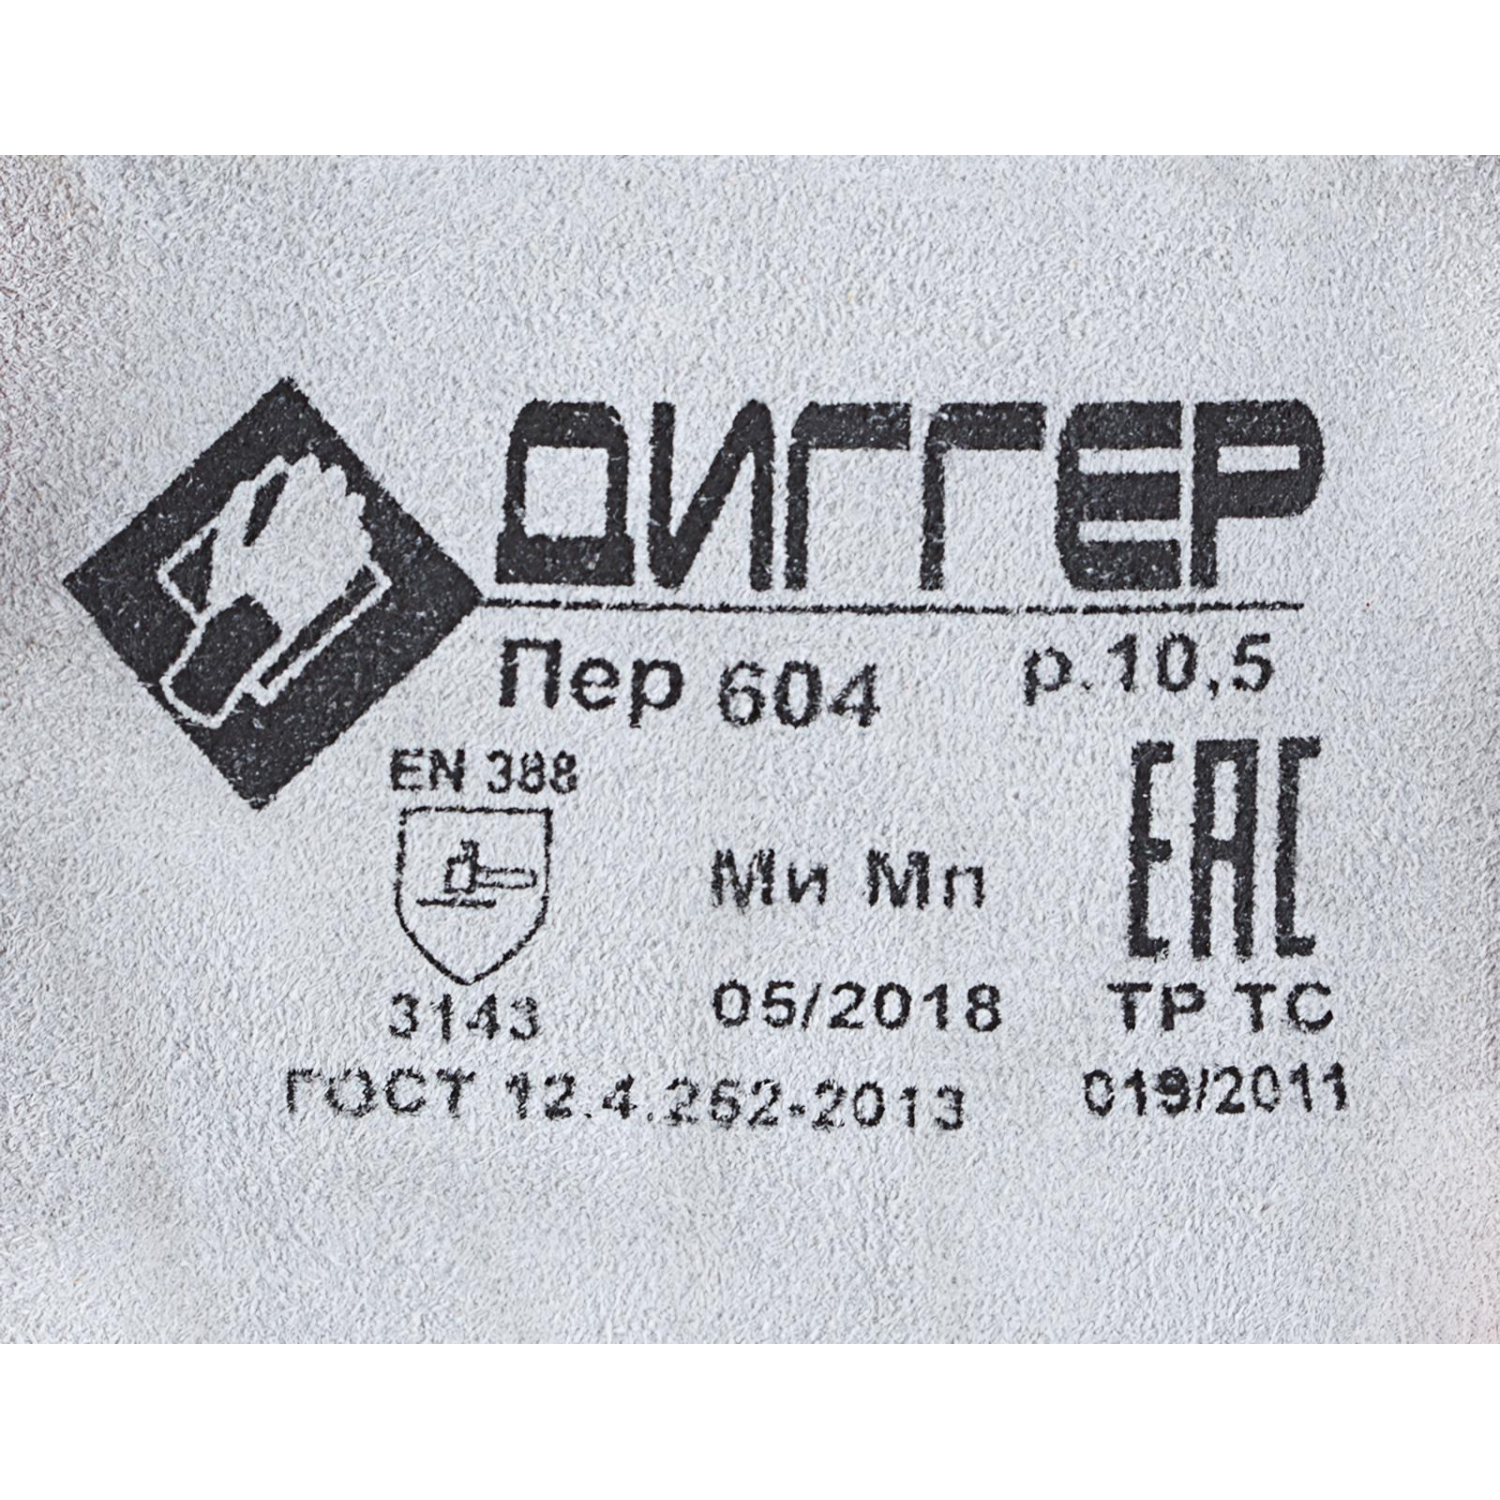 ДИГГЕР
Пер 604 р.10,5
EN 388
ЕАС
Ми Мп
3143 05/2018 ТР ТС
ГОСТ 12.4.252-2013 019/2011